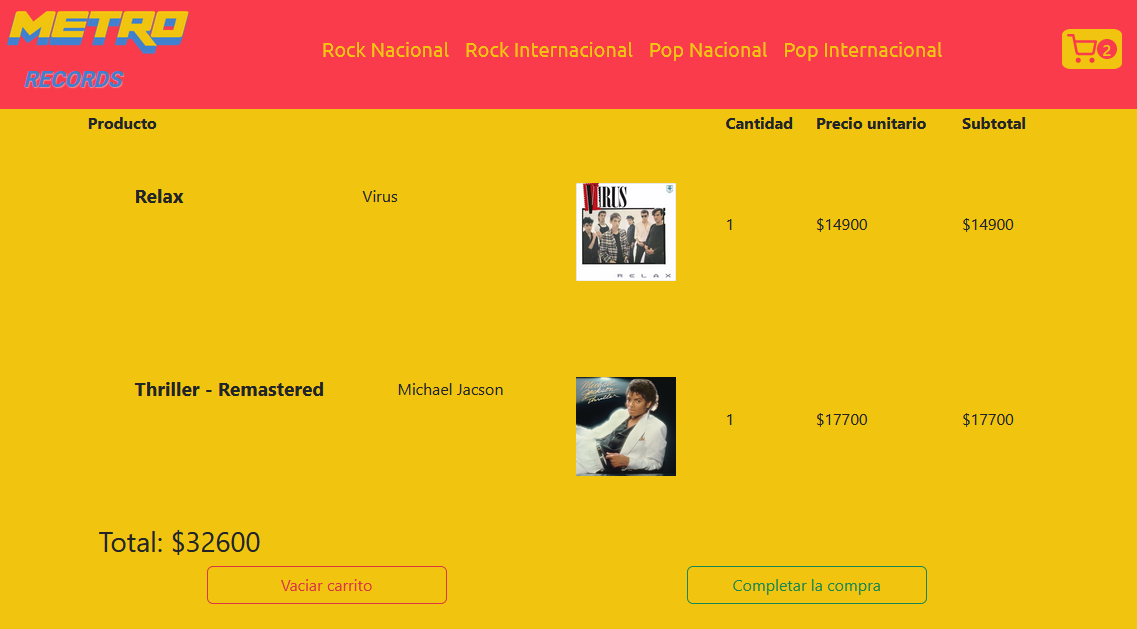 METRO
RECORDS
Rock Nacional Rock Internacional Pop Nacional Pop Internacional
2
Producto Cantidad Precio unitario Subtotal
Relax Virus
VIRUS
RELAX
1 $14900 $14900
Thriller - Remastered Michael Jacson
Michael Jackson
Thriller
1 $17700 $17700
Total: $32600
Vaciar carrito Completar la compra